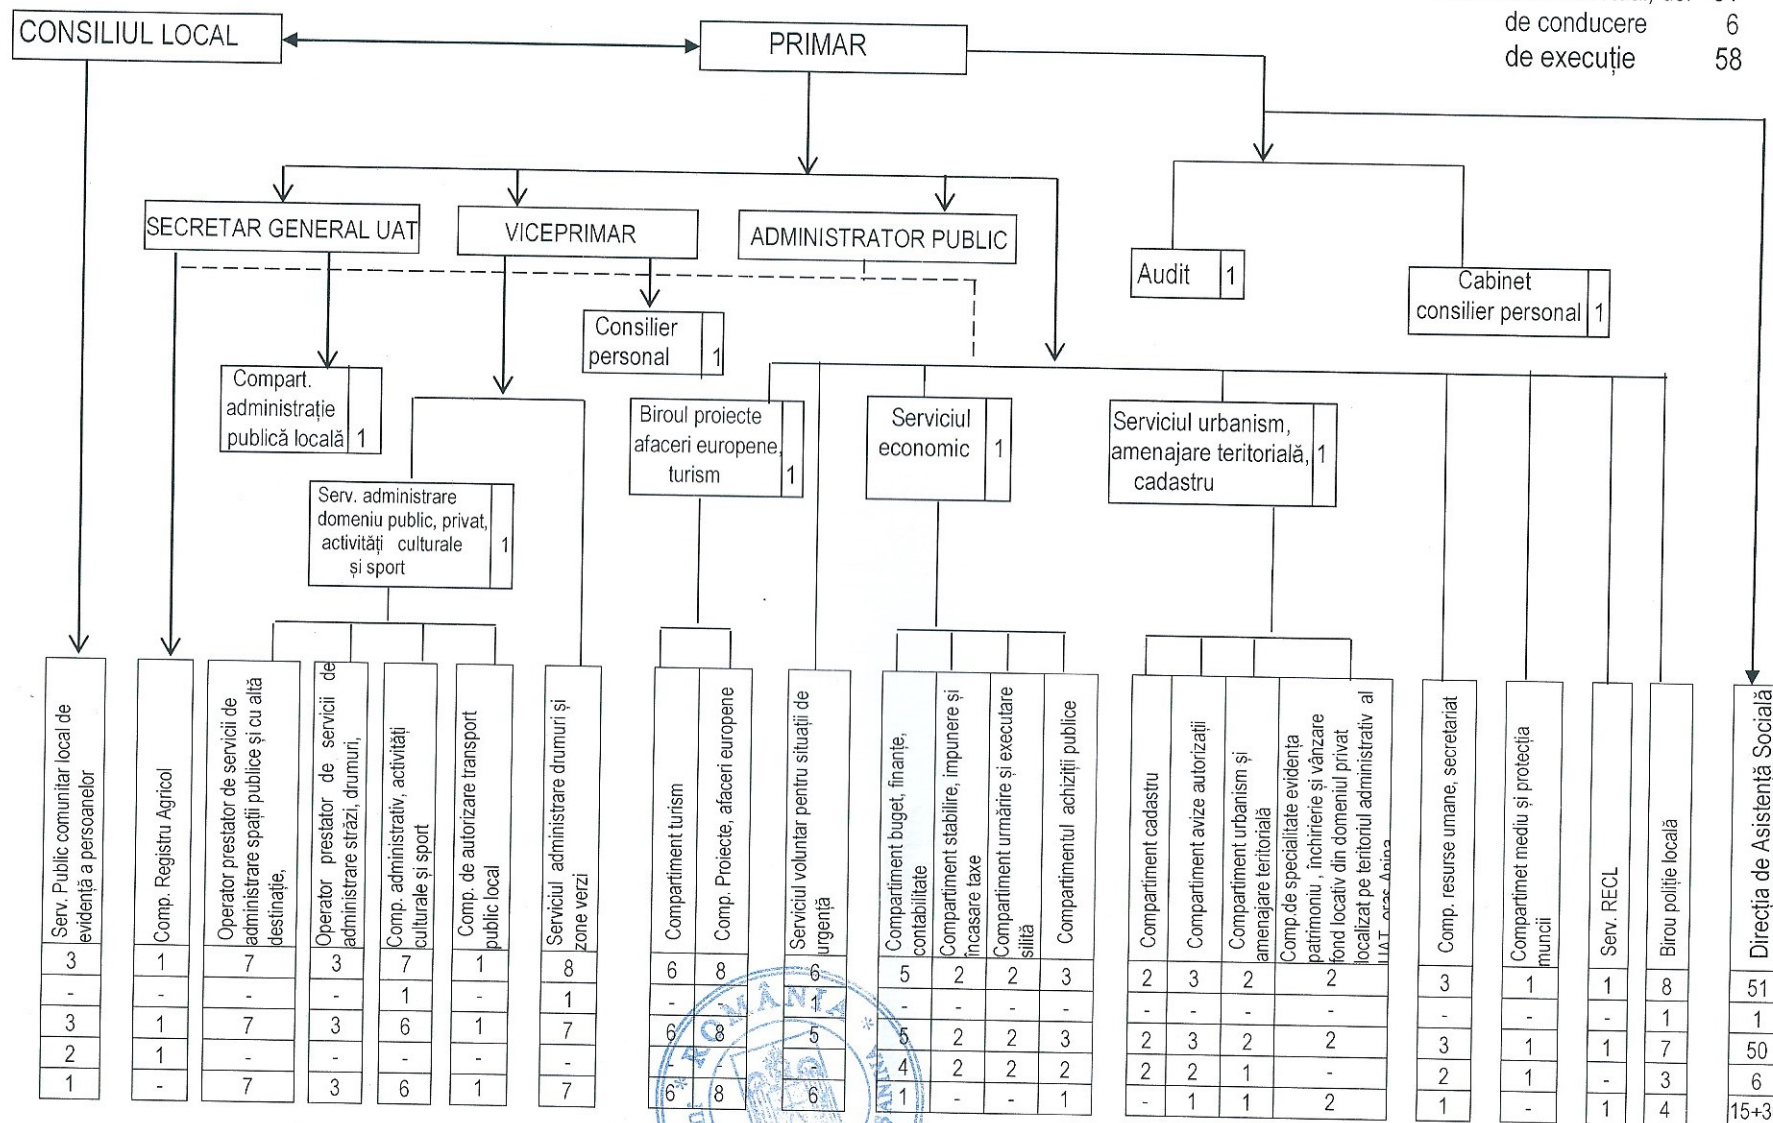 de conducere 6
de execuție 58
CONSILIUL LOCAL
PRIMAR
SECRETAR GENERAL UAT
VICEPRIMAR
ADMINISTRATOR PUBLIC
Audit 1
Cabinet
consilier personal 1
Consilier
personal 1
Compart.
administrație
publică locală 1
Biroul proiecte
afaceri europene,
turism 1
Serviciul
economic 1
Serviciul urbanism,
amenajare teritorială, 1
cadastru
Serv. administrare
domeniu public, privat,
activități culturale 1
și sport
Serv. Public comunitar local de
evidență a persoanelor
Comp. Registru Agricol
Operator prestator de servicii de
administrare spații publice și cu altă
destinație,
Operator prestator de servicii de
administrare străzi, drumuri,
Comp. administrativ, activități
culturale și sport
Comp. de autorizare transport
public local
Serviciul administrare drumuri și
zone verzi
Compartiment turism
Comp. Proiecte, afaceri europene
Serviciul voluntar pentru situații de
urgență
Compartiment buget, finanțe,
contabilitate
Compartiment stabilire, impunere și
încasare taxe
Compartiment urmărire și executare
silită
Compartimentul achiziții publice
Compartiment cadastru
Compartiment avize autorizații
Compartiment urbanism și
amenajare teritorială
Comp.de specialitate evidența
patrimoniu , închirierie și vânzare
fond locativ din domeniul privat
localizat pe teritoriul administrativ al
UAT oraș Anina
Comp. resurse umane, secretariat
Compartimet mediu și protecția
muncii
Serv. RECL
Birou poliție locală
Direcția de Asistență Socială
3 1 7 3 7 1 8 6 8 6 5 2 2 3 2 3 2 2 3 1 1 8 51
- - - - 1 - 1 - - 1 - - - - - - - - - - - 1 1
3 1 7 3 6 1 7 6 8 5 5 2 2 3 2 3 2 2 3 1 1 7 50
2 1 - - - - - - - - 4 2 2 2 2 2 1 - 2 1 - 3 6
1 - 7 3 6 1 7 6 8 6 1 - - 1 - 1 1 2 1 - 1 4
ROMÂNIA